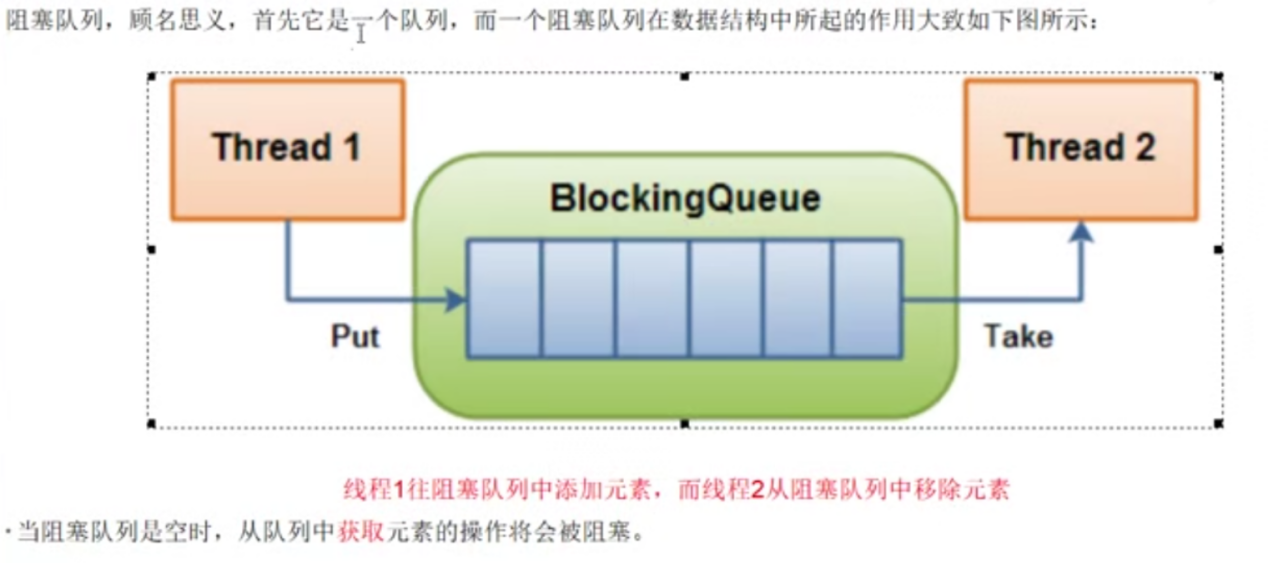 阻塞队列，顾名思义，首先它是一个队列，而一个阻塞队列在数据结构中所起的作用大致如下图所示：
Thread 1
Thread 2
BlockingQueue
Put
Take
线程1往阻塞队列中添加元素，而线程2从阻塞队列中移除元素
·当阻塞队列是空时，从队列中获取元素的操作将会被阻塞。